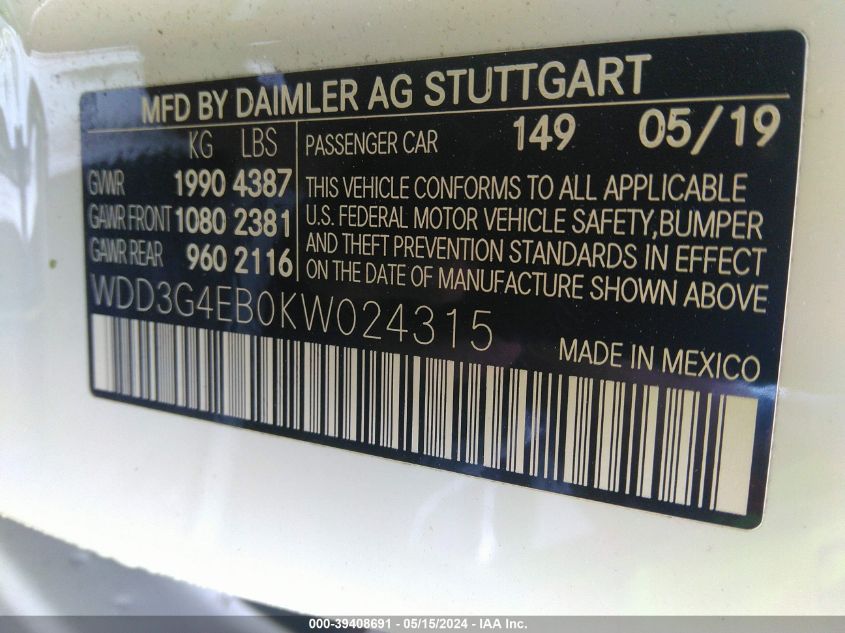 MFD BY DAIMLER AG STUTTGART
KG LBS
GVWR 1990 4387
GAWR FRONT 1080 2381
GAWR REAR 960 2116
PASSENGER CAR 149 05/19
THIS VEHICLE CONFORMS TO ALL APPLICABLE
U.S. FEDERAL MOTOR VEHICLE SAFETY,BUMPER
AND THEFT PREVENTION STANDARDS IN EFFECT
ON THE DATE OF MANUFACTURE SHOWN ABOVE
WDD3G4EB0KW024315
MADE IN MEXICO
000-39408691 - 05/15/2024 - IAA Inc.